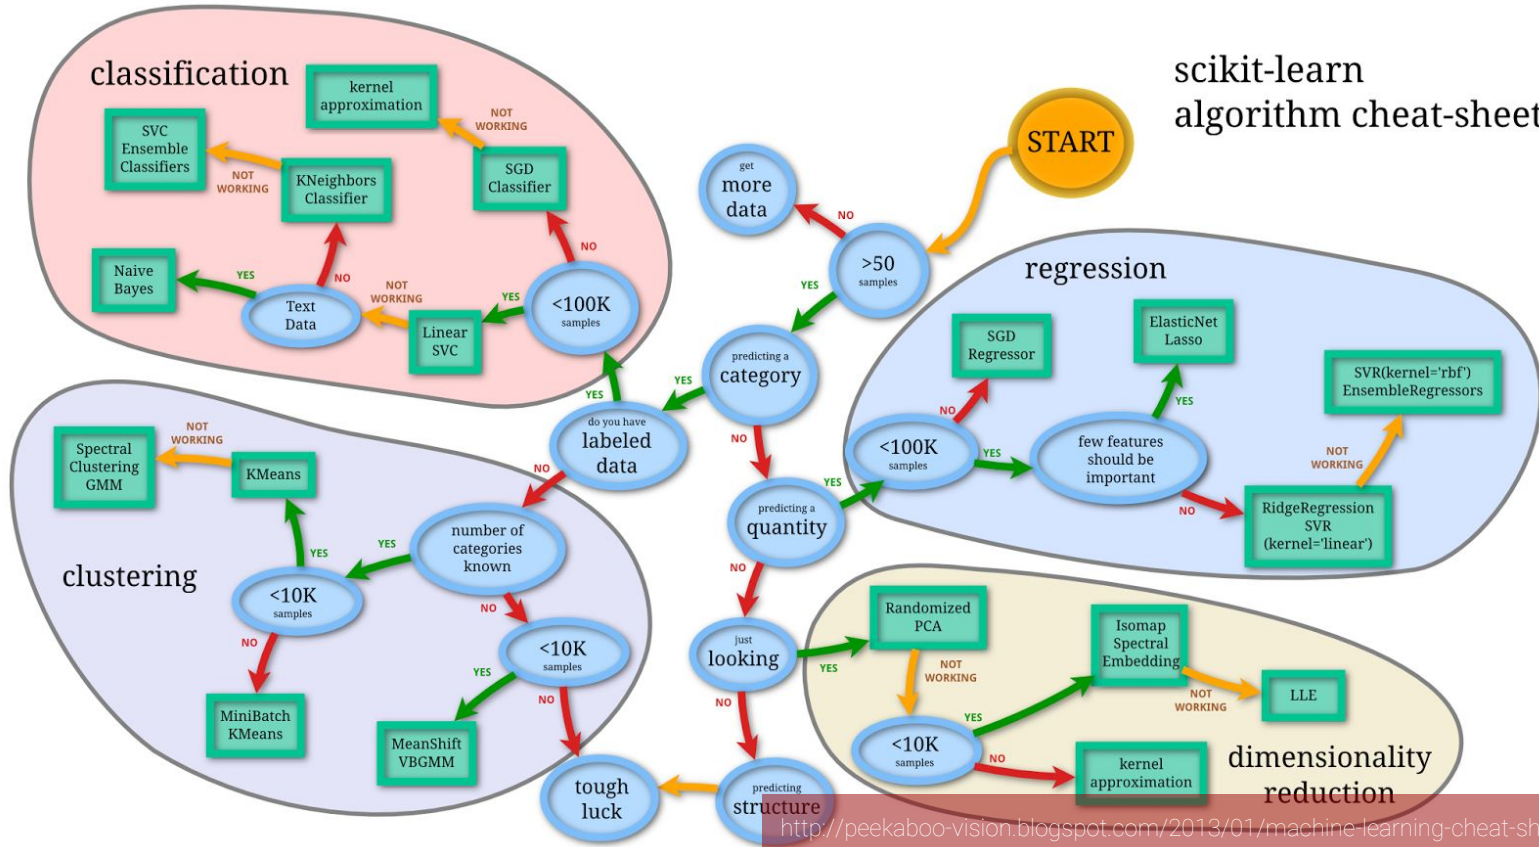 scikit-learn
algorithm cheat-sheet
START
classification
kernel
approximation
NOT
WORKING
SVC
Ensemble
Classifiers
NOT
WORKING
KNeighbors
Classifier
SGD
Classifier
NO
Naive
Bayes
YES
NO
Text
Data
NOT
WORKING
Linear
SVC
YES
<100K
samples
YES
get
more
data
NO
>50
samples
YES
predicting a
category
YES
do you have
labeled
data
NO
NO
predicting a
quantity
YES
NO
just
looking
YES
NO
predicting
structure
tough
luck
regression
SGD
Regressor
ElasticNet
Lasso
SVR(kernel='rbf')
EnsembleRegressors
NO
YES
<100K
samples
YES
few features
should be
important
NOT
WORKING
NO
RidgeRegression
SVR
(kernel='linear')
clustering
Spectral
Clustering
GMM
NOT
WORKING
KMeans
YES
number of
categories
known
YES
<10K
samples
NO
NO
<10K
samples
YES
NO
MiniBatch
KMeans
MeanShift
VBGMM
Randomized
PCA
NOT
WORKING
Isomap
Spectral
Embedding
NOT
WORKING
LLE
YES
<10K
samples
NO
kernel
approximation
dimensionality
reduction
http://peekaboo-vision.blogspot.com/2013/01/machine-learning-cheat-sh